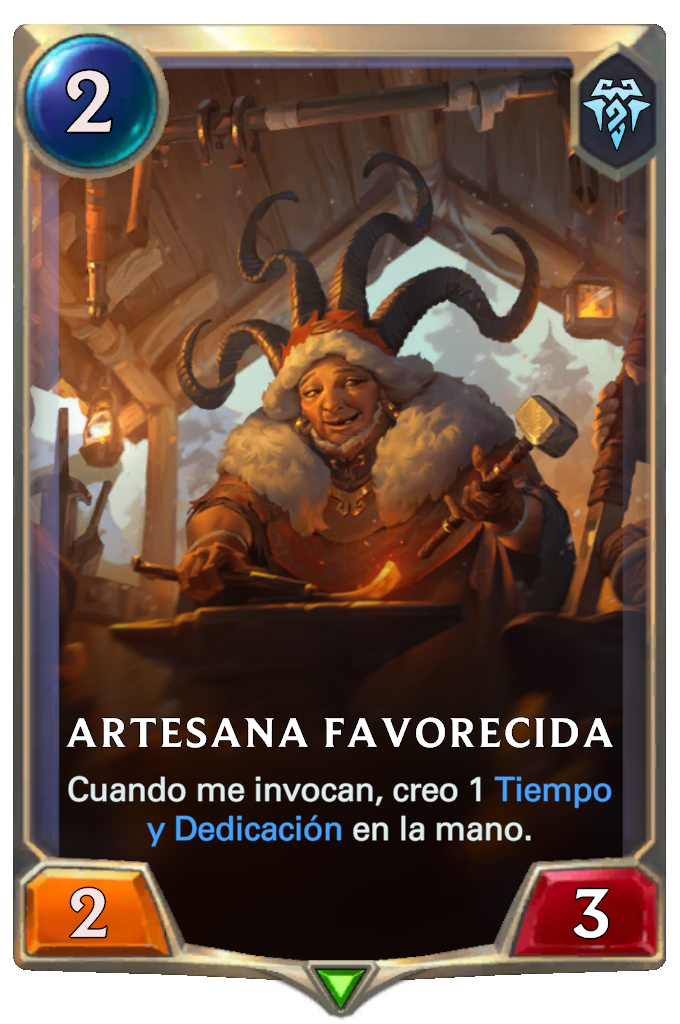 2
ARTESANA FAVORECIDA
Cuando me invocan, creo 1 Tiempo
y Dedicación en la mano.
2
3